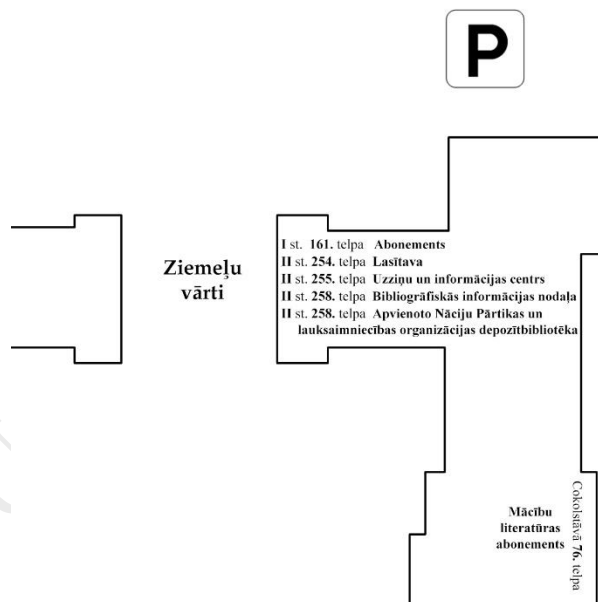 P
Ziemeļu
vārti
I st. 161. telpa Abonements
II st. 254. telpa Lasītava
II st. 255. telpa Uzziņu un informācijas centrs
II st. 258. telpa Bibliogrāfiskās informācijas nodaļa
II st. 258. telpa Apvienoto Nāciju Pārtikas un
lauksaimniecības organizācijas depozītbibliotēka
Mācību
literatūras
abonements
Cokolstāvā 76. telpa